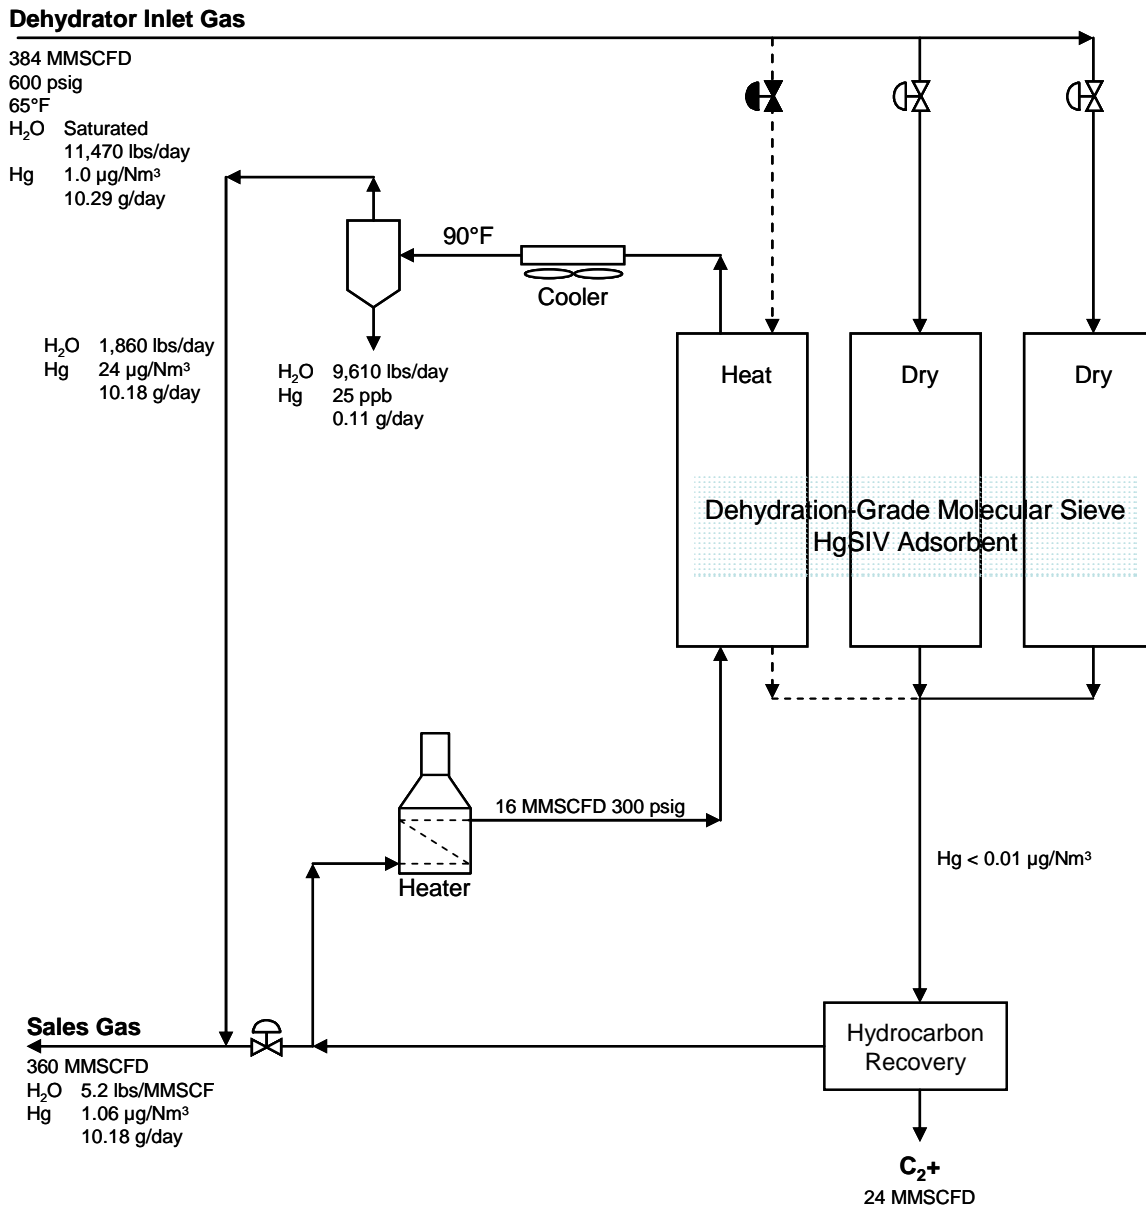 Dehydrator Inlet Gas
384 MMSCFD
600 psig
65°F
H₂O Saturated
11,470 lbs/day
Hg 1.0 µg/Nm³
10.29 g/day
90°F
Cooler
H₂O 1,860 lbs/day
Hg 24 µg/Nm³
10.18 g/day
H₂O 9,610 lbs/day
Hg 25 ppb
0.11 g/day
Heat
Dry
Dry
Dehydration-Grade Molecular Sieve
HgSIV Adsorbent
16 MMSCFD 300 psig
Heater
Hg < 0.01 µg/Nm³
Sales Gas
360 MMSCFD
H₂O 5.2 lbs/MMSCF
Hg 1.06 µg/Nm³
10.18 g/day
Hydrocarbon
Recovery
C₂+
24 MMSCFD